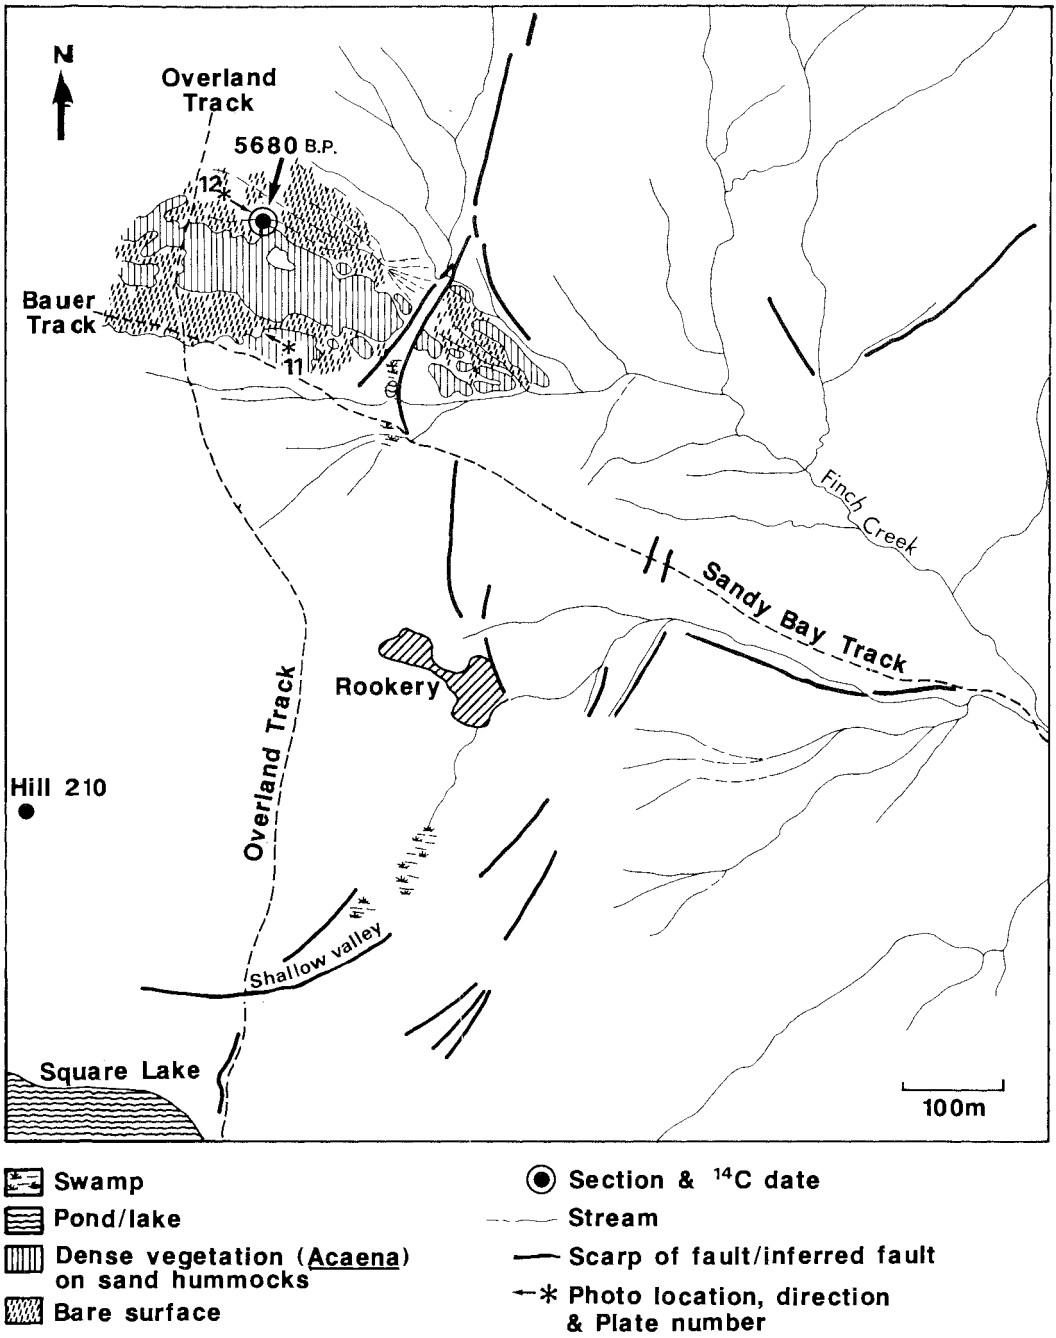 N
Overland
Track
5680 B.P.
12
Bauer
Track
11
Finch Creek
Sandy Bay Track
Rookery
Overland Track
Hill 210
Shallow valley
Square Lake
100m
Swamp
Pond/lake
Dense vegetation (Acaena)
on sand hummocks
Bare surface
Section & ¹⁴C date
Stream
Scarp of fault/inferred fault
Photo location, direction
& Plate number